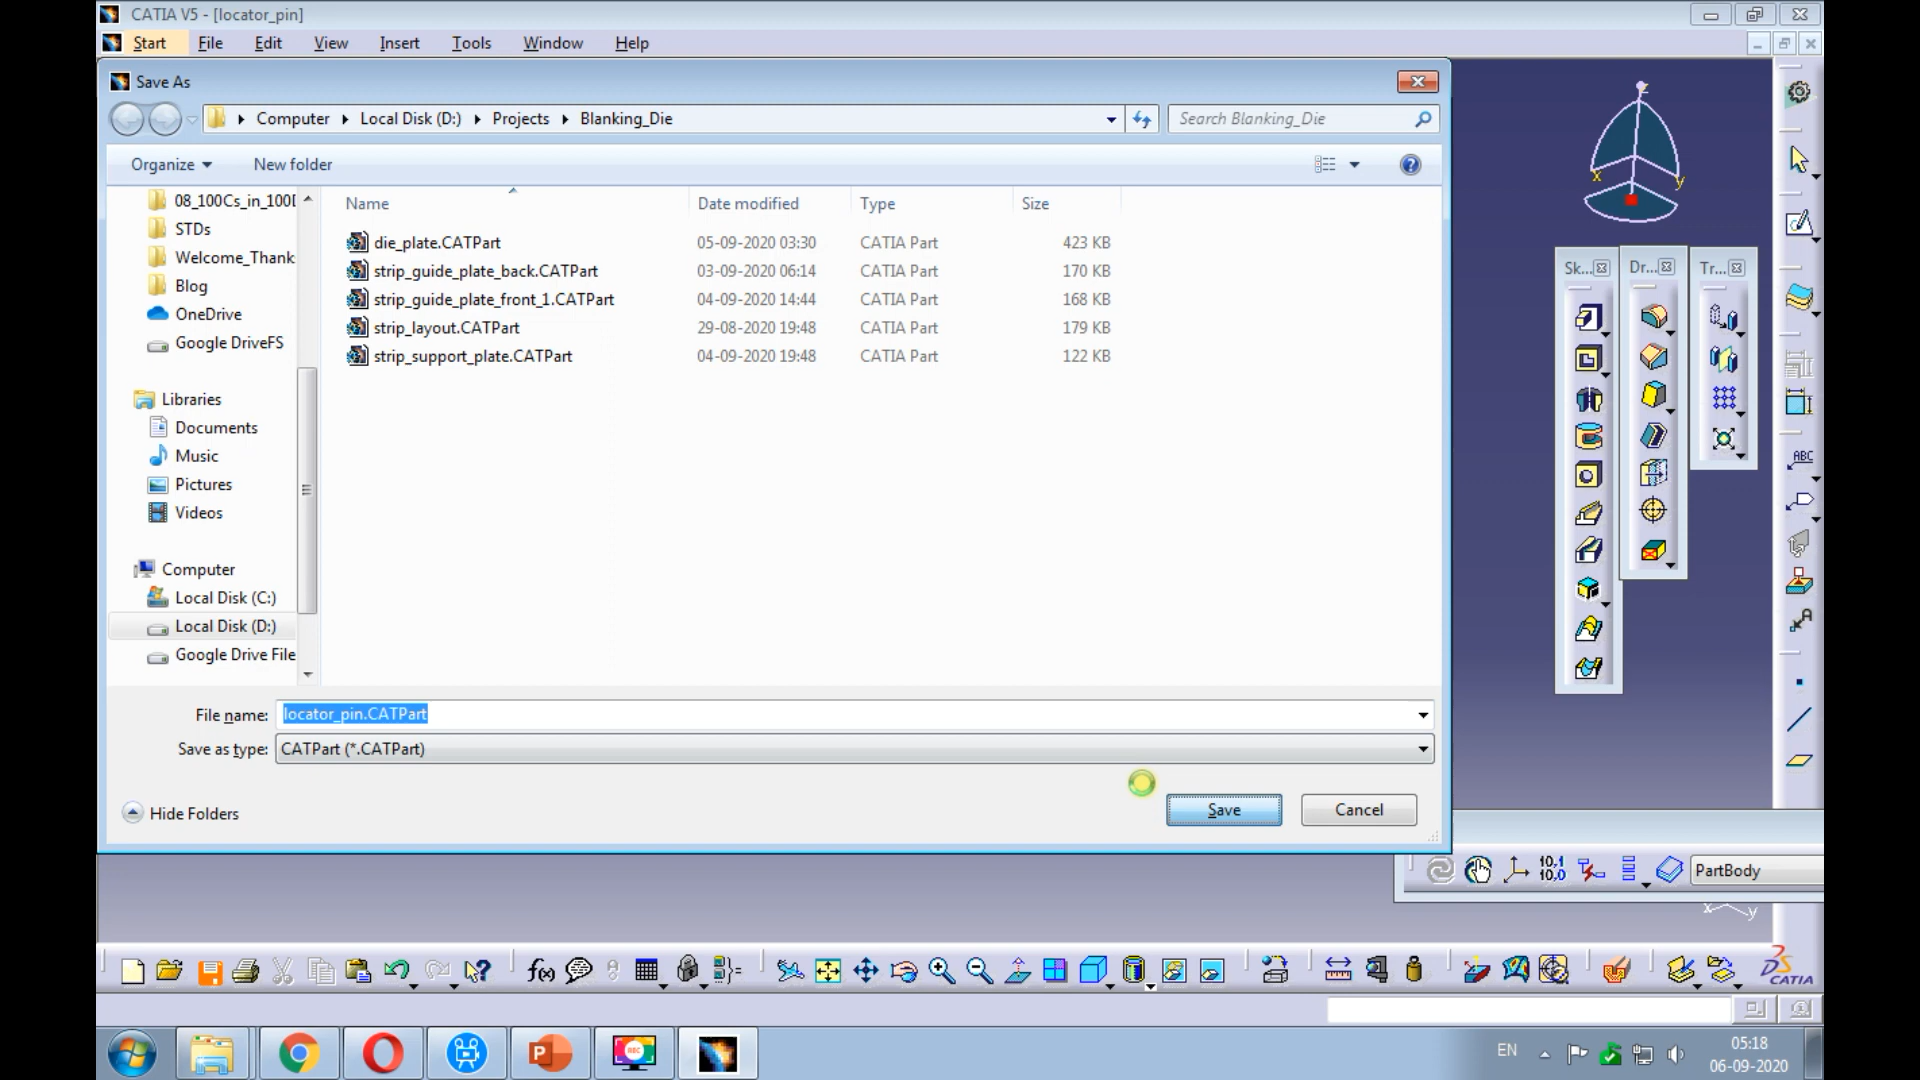 CATIA V5 - [locator_pin]
Start File Edit View Insert Tools Window Help
Save As
Computer Local Disk (D:) Projects Blanking_Die
Search Blanking_Die
Organize New folder
Name Date modified Type Size
die_plate.CATPart 05-09-2020 03:30 CATIA Part 423 KB
strip_guide_plate_back.CATPart 03-09-2020 06:14 CATIA Part 170 KB
strip_guide_plate_front_1.CATPart 04-09-2020 14:44 CATIA Part 168 KB
strip_layout.CATPart 29-08-2020 19:48 CATIA Part 179 KB
strip_support_plate.CATPart 04-09-2020 19:48 CATIA Part 122 KB
08_100Cs_in_100D
STDs
Welcome_Thank
Blog
OneDrive
Google DriveFS
Libraries
Documents
Music
Pictures
Videos
Computer
Local Disk (C:)
Local Disk (D:)
Google Drive File
File name: locator_pin.CATPart
Save as type: CATPart (*.CATPart)
Hide Folders
Save Cancel
z
x y
Sk... Dr... Tr...
ABC
A
10,1
10,0
PartBody
x y
f(x)
CATIA
EN
05:18
06-09-2020